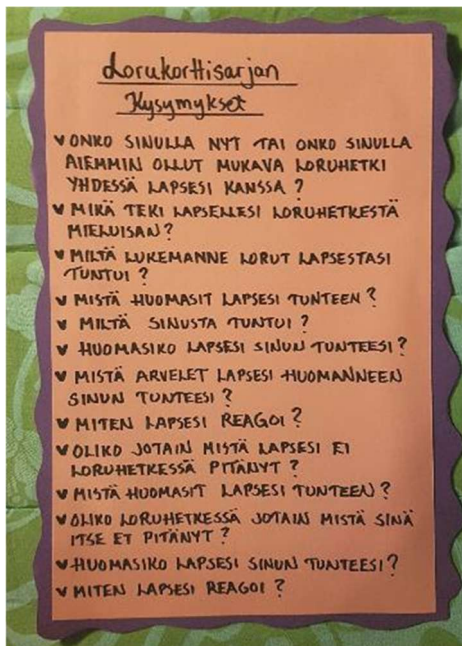 Lorukorttisarjan
Kysymykset
♥ ONKO SINULLA NYT TAI ONKO SINULLA
AIEMMIN OLLUT MUKAVA LORUHETKI
YHDESSÄ LAPSESI KANSSA?
♥ MIKÄ TEKI LAPSELLESI LORUHETKESTÄ
MIELUISAN?
♥ MILTÄ LUKEMANNE LORUT LAPSESTASI
TUNTUI?
♥ MISTÄ HUOMASIT LAPSESI TUNTEEN?
♥ MILTÄ SINUSTA TUNTUI?
♥ HUOMASIKO LAPSESI SINUN TUNTEESI?
♥ MISTÄ ARVELET LAPSESI HUOMANNEEN
SINUN TUNTEESI?
♥ MITEN LAPSESI REAGOI?
♥ OLIKO JOTAIN MISTÄ LAPSESI EI
LORUHETKESSÄ PITÄNYT?
♥ MISTÄ HUOMASIT LAPSESI TUNTEEN?
♥ OLIKO LORUHETKESSÄ JOTAIN MISTÄ SINÄ
ITSE ET PITÄNYT?
♥ HUOMASIKO LAPSESI SINUN TUNTEESI?
♥ MITEN LAPSESI REAGOI?